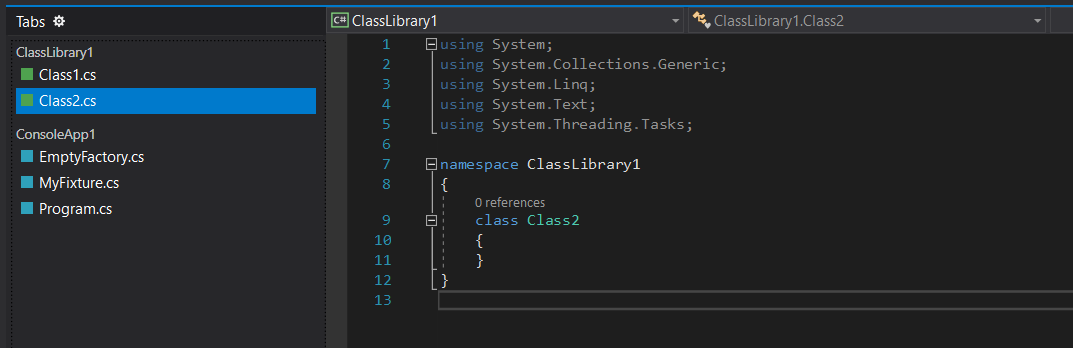 Tabs
ClassLibrary1
Class1.cs
Class2.cs
ConsoleApp1
EmptyFactory.cs
MyFixture.cs
Program.cs
C# ClassLibrary1
ClassLibrary1.Class2
1 using System;
2 using System.Collections.Generic;
3 using System.Linq;
4 using System.Text;
5 using System.Threading.Tasks;
6
7 namespace ClassLibrary1
8 {
0 references
9 class Class2
10 {
11 }
12 }
13